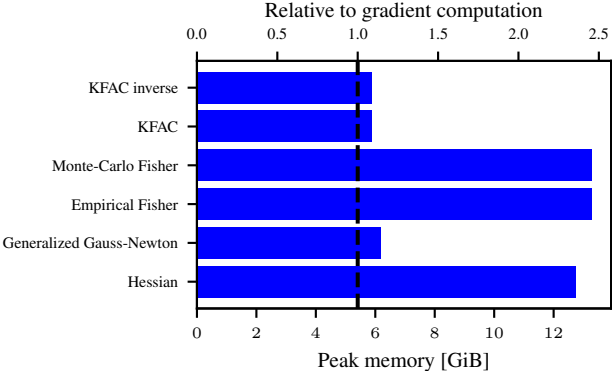 Relative to gradient computation
0.0 0.5 1.0 1.5 2.0 2.5
KFAC inverse
KFAC
Monte-Carlo Fisher
Empirical Fisher
Generalized Gauss-Newton
Hessian
0 2 4 6 8 10 12
Peak memory [GiB]